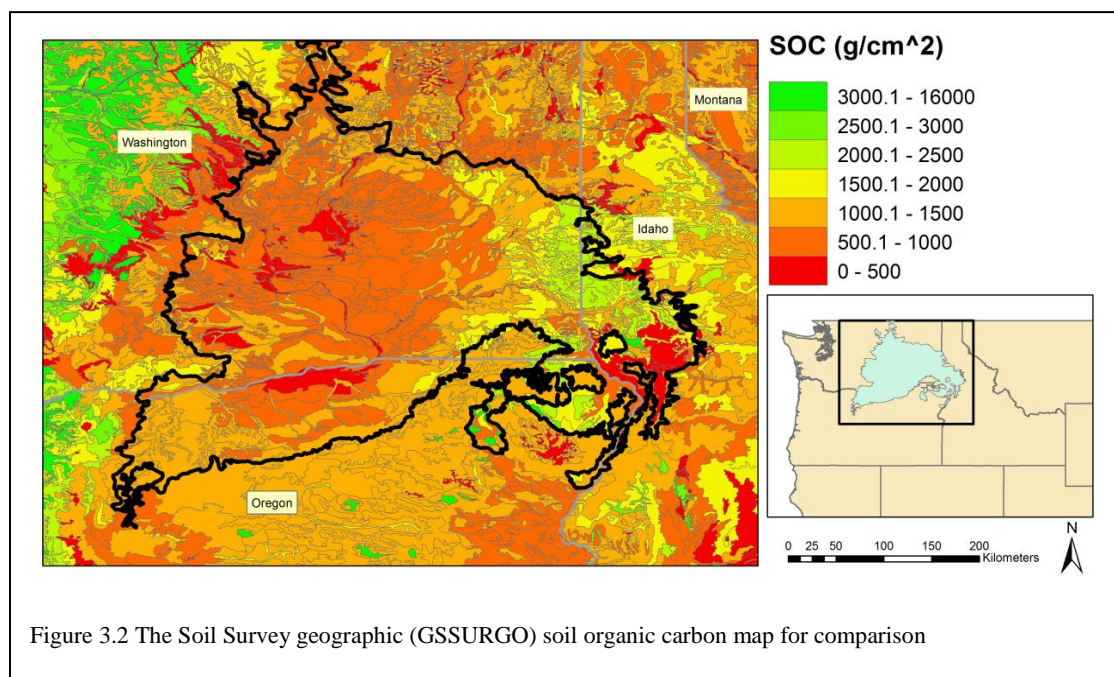 SOC (g/cm^2)
3000.1 - 16000
2500.1 - 3000
2000.1 - 2500
1500.1 - 2000
1000.1 - 1500
500.1 - 1000
0 - 500
Montana
Washington
Idaho
Oregon
N
0 25 50 100 150 200
Kilometers
Figure 3.2 The Soil Survey geographic (GSSURGO) soil organic carbon map for comparison